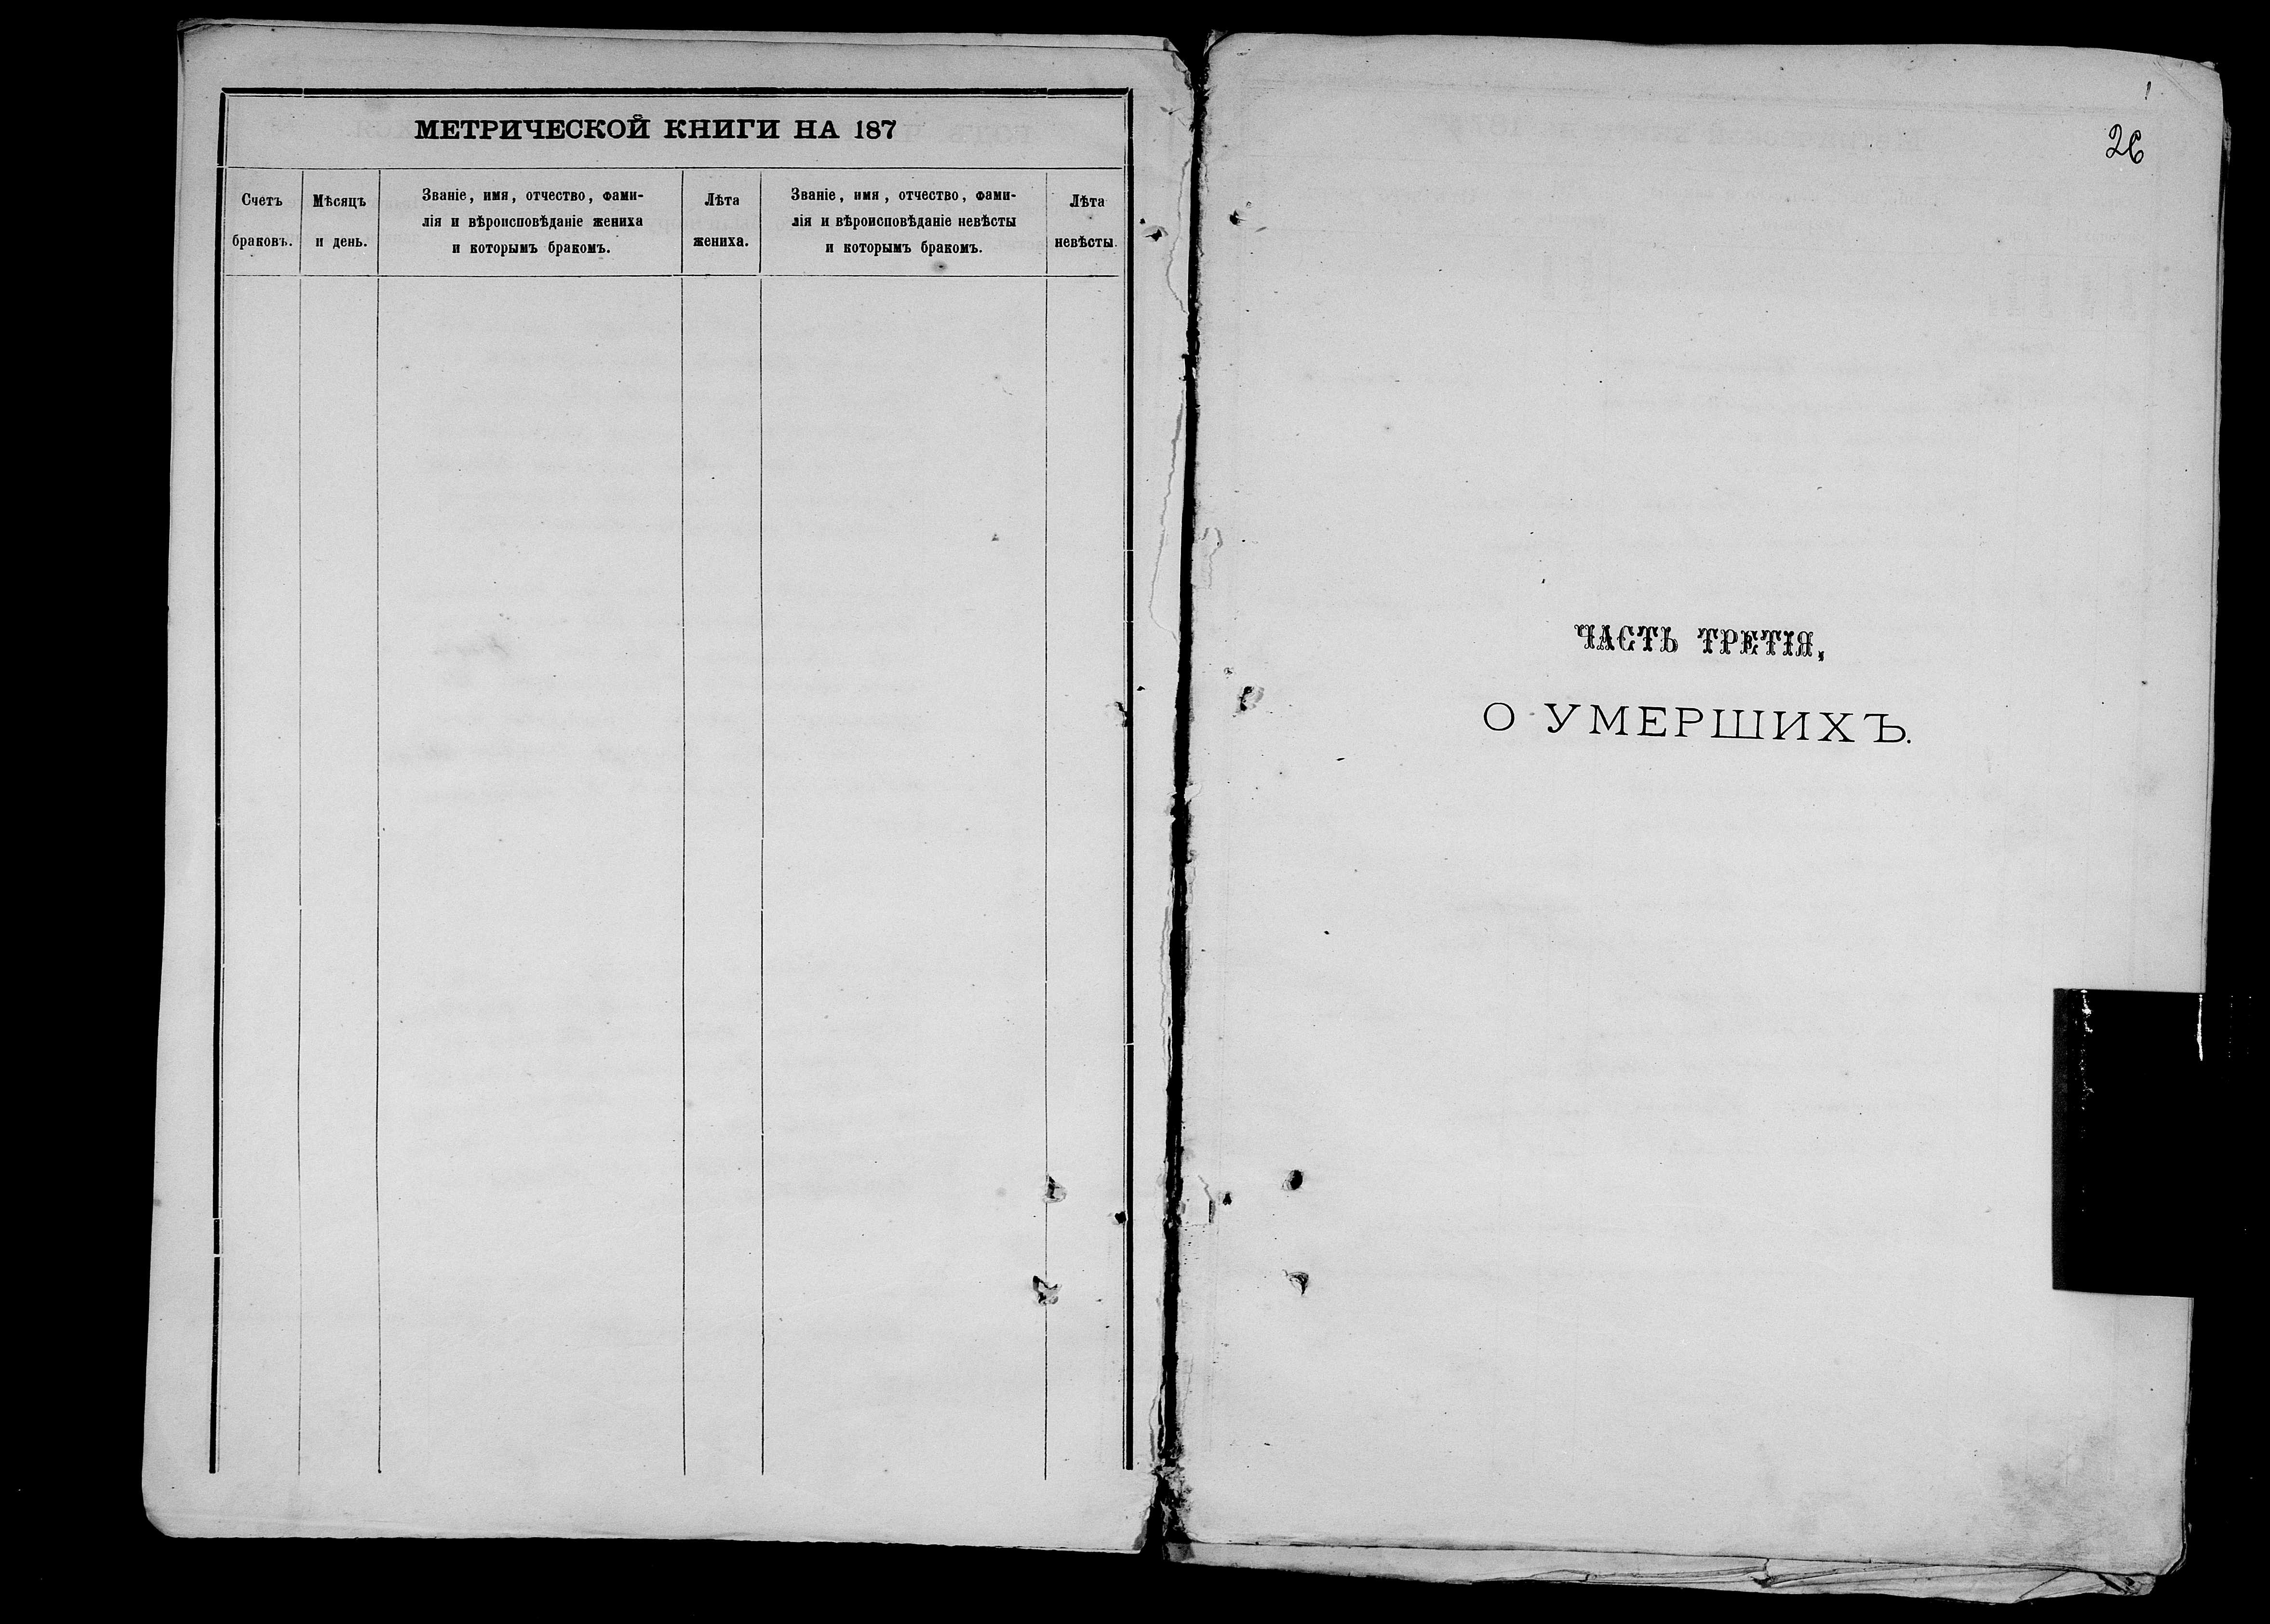 МЕТРИЧЕСКОЙ КНИГИ НА 187
Счетъ
браковъ.
Мѣсяцъ
и день.
Званіе, имя, отчество, фами-
лія и вѣроисповѣданіе жениха
и которымъ бракомъ.
Лѣта
жениха.
Званіе, имя, отчество, фами-
лія и вѣроисповѣданіе невѣсты
и которымъ бракомъ.
Лѣта
невѣсты.
26
ЧАСТЬ ТРЕТІЯ,
О УМЕРШИХЪ.